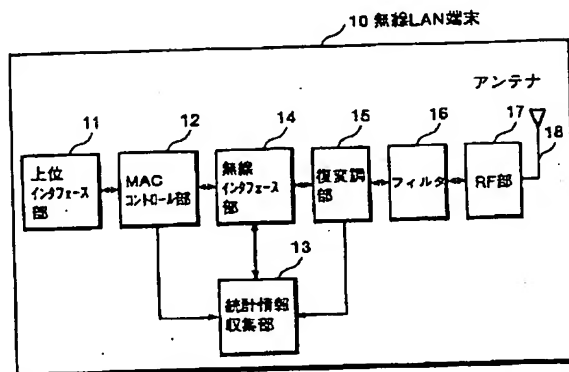 10 無線LAN端末
アンテナ
11
12
14
15
16
17
18
上位
インタフェース
部
MAC
コントロール部
無線
インタフェース
部
復変調
部
フィルタ
RF部
13
統計情報
収集部